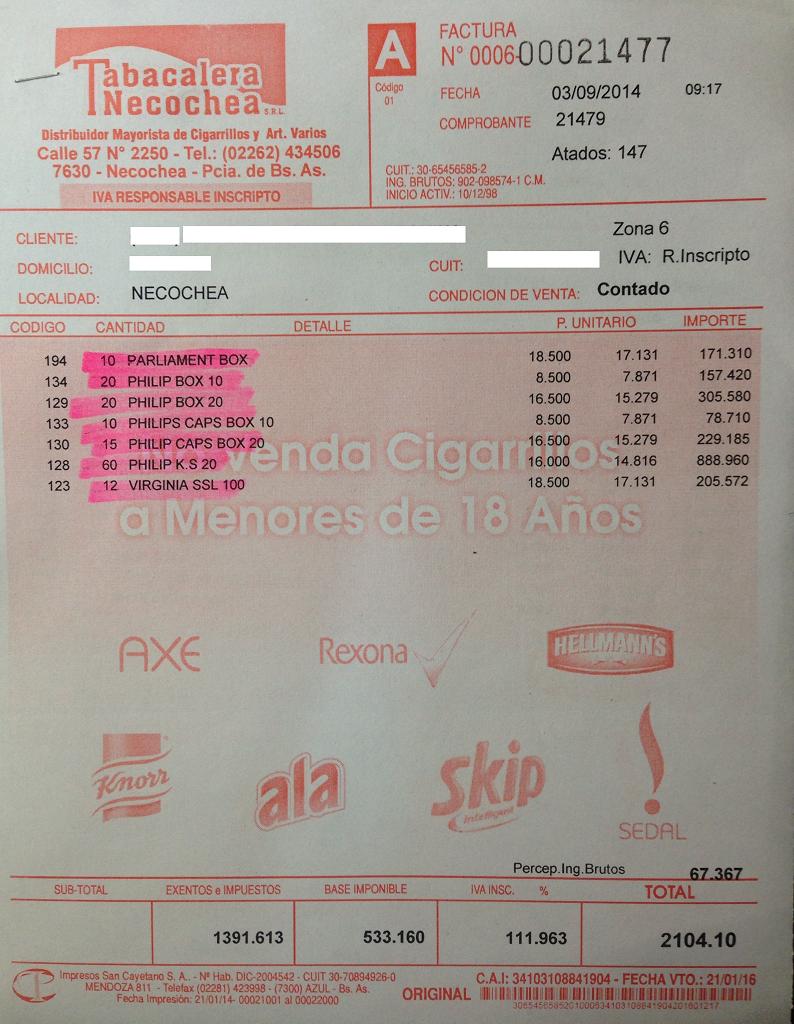 Tabacalera
Necochea S.R.L.
Distribuidor Mayorista de Cigarrillos y Art. Varios
Calle 57 N° 2250 - Tel.: (02262) 434506
7630 - Necochea - Pcia. de Bs. As.
IVA RESPONSABLE INSCRIPTO
A
Código
01
FACTURA
N° 0006-00021477
FECHA 03/09/2014 09:17
COMPROBANTE 21479
Atados: 147
CUIT.: 30-65456585-2
ING. BRUTOS: 902-098574-1 C.M.
INICIO ACTIV.: 10/12/98
CLIENTE: Zona 6
DOMICILIO: CUIT: IVA: R.Inscripto
LOCALIDAD: NECOCHEA CONDICION DE VENTA: Contado
CODIGO CANTIDAD DETALLE P. UNITARIO IMPORTE
194 10 PARLIAMENT BOX 18.500 17.131 171.310
134 20 PHILIP BOX 10 8.500 7.871 157.420
129 20 PHILIP BOX 20 16.500 15.279 305.580
133 10 PHILIPS CAPS BOX 10 8.500 7.871 78.710
130 15 PHILIP CAPS BOX 20 16.500 15.279 229.185
128 60 PHILIP K.S 20 16.000 14.816 888.960
123 12 VIRGINIA SSL 100 18.500 17.131 205.572
No Venda Cigarrillos
a Menores de 18 Años
AXE Rexona HELLMANN'S
Knorr ala Skip intelligent SEDAL
Percep.Ing.Brutos 67.367
SUB-TOTAL EXENTOS e IMPUESTOS BASE IMPONIBLE IVA INSC. % TOTAL
1391.613 533.160 111.963 2104.10
Impresos San Cayetano S. A.. - Nº Hab. DIC-2004542 - CUIT 30-70894926-0
MENDOZA 811 - Telefax (02281) 423998 - (7300) AZUL - Bs. As.
Fecha Impresión: 21/01/14- 00021001 al 00022000
ORIGINAL
C.A.I: 34103108841904 - FECHA VTO.: 21/01/16